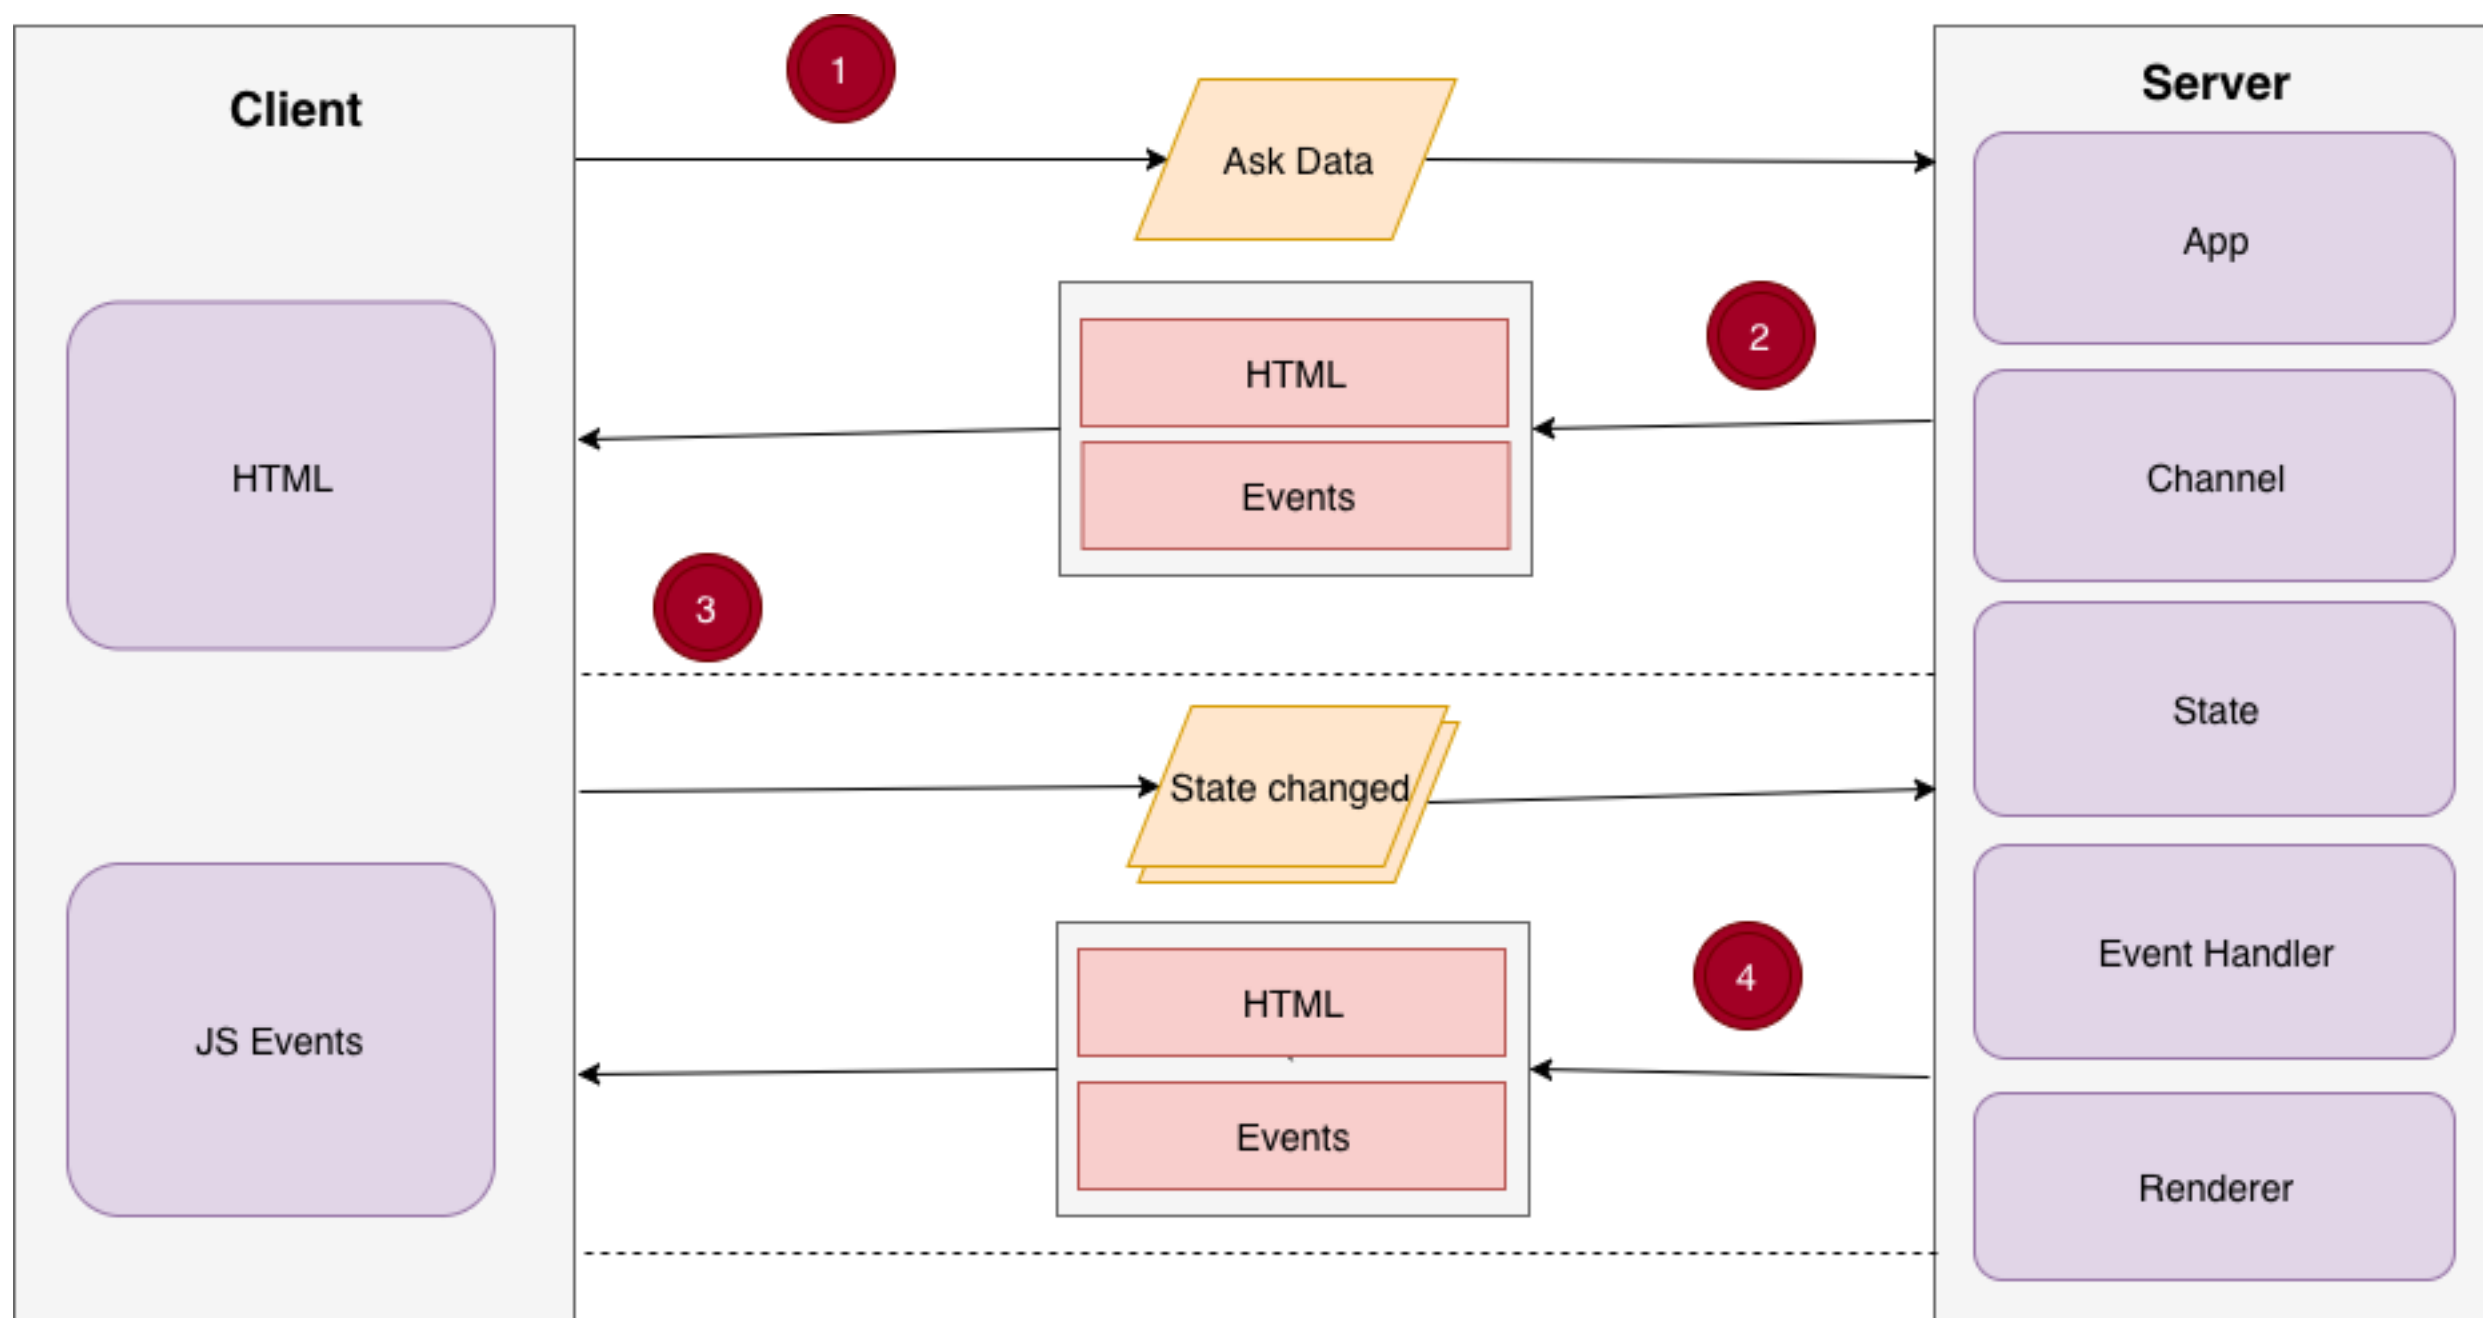 Client
HTML
JS Events
1
Ask Data
2
HTML
Events
3
State changed
4
HTML
Events
Server
App
Channel
State
Event Handler
Renderer